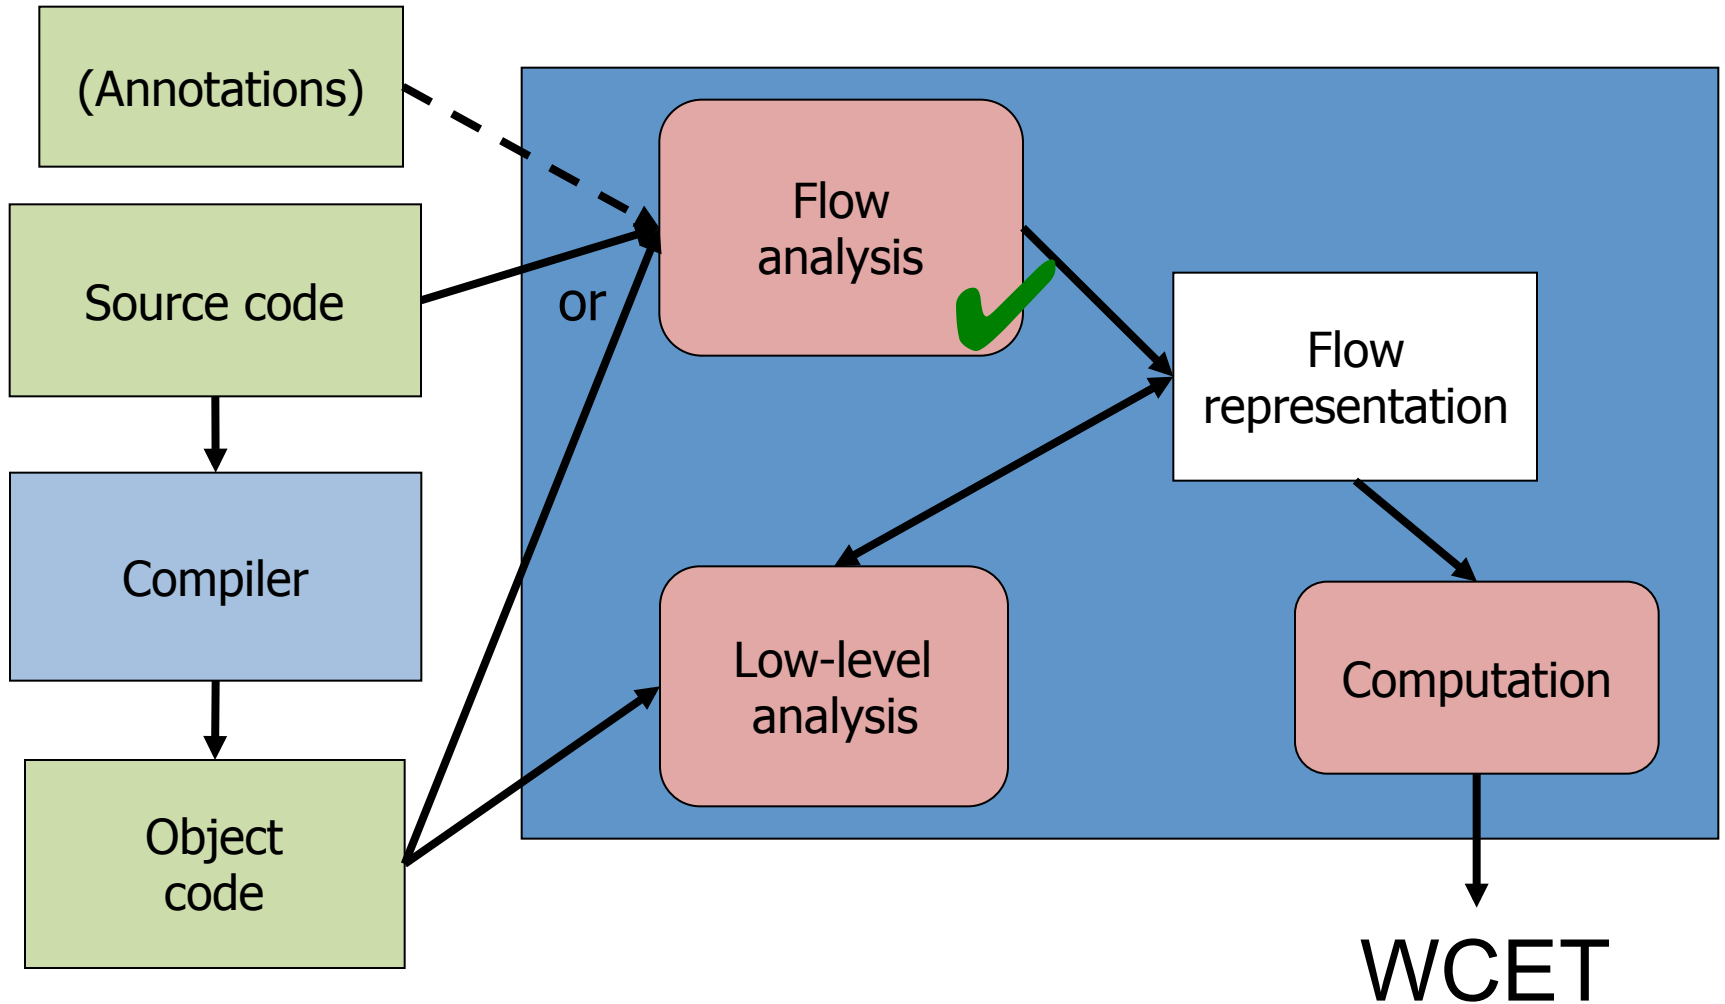 (Annotations)
Flow
analysis
Source code
or
Flow
representation
Compiler
Low-level
analysis
Computation
Object
code
WCET